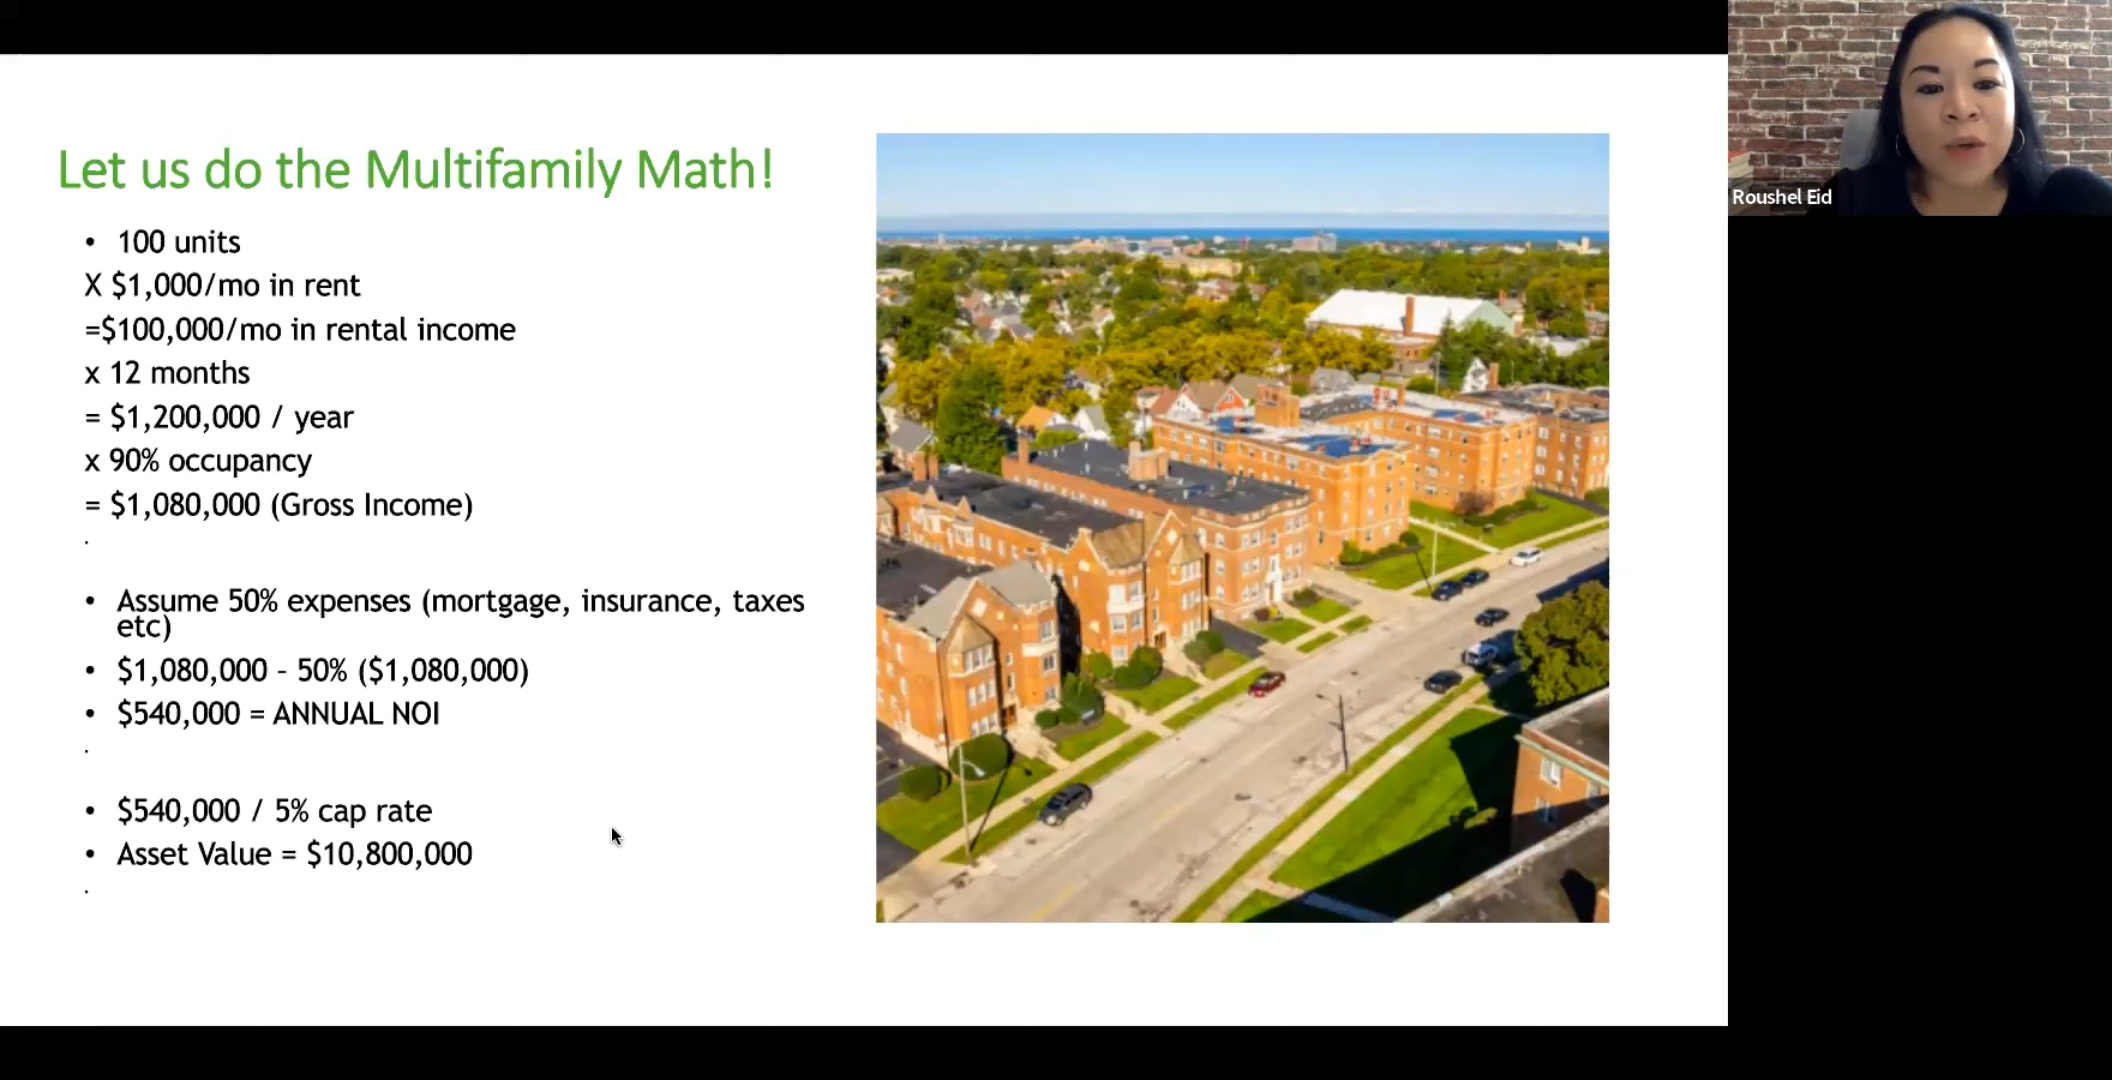 Let us do the Multifamily Math!
• 100 units
X $1,000/mo in rent
=$100,000/mo in rental income
x 12 months
= $1,200,000 / year
x 90% occupancy
= $1,080,000 (Gross Income)
• Assume 50% expenses (mortgage, insurance, taxes
etc)
• $1,080,000 – 50% ($1,080,000)
• $540,000 = ANNUAL NOI
• $540,000 / 5% cap rate
• Asset Value = $10,800,000
Roushel Eid